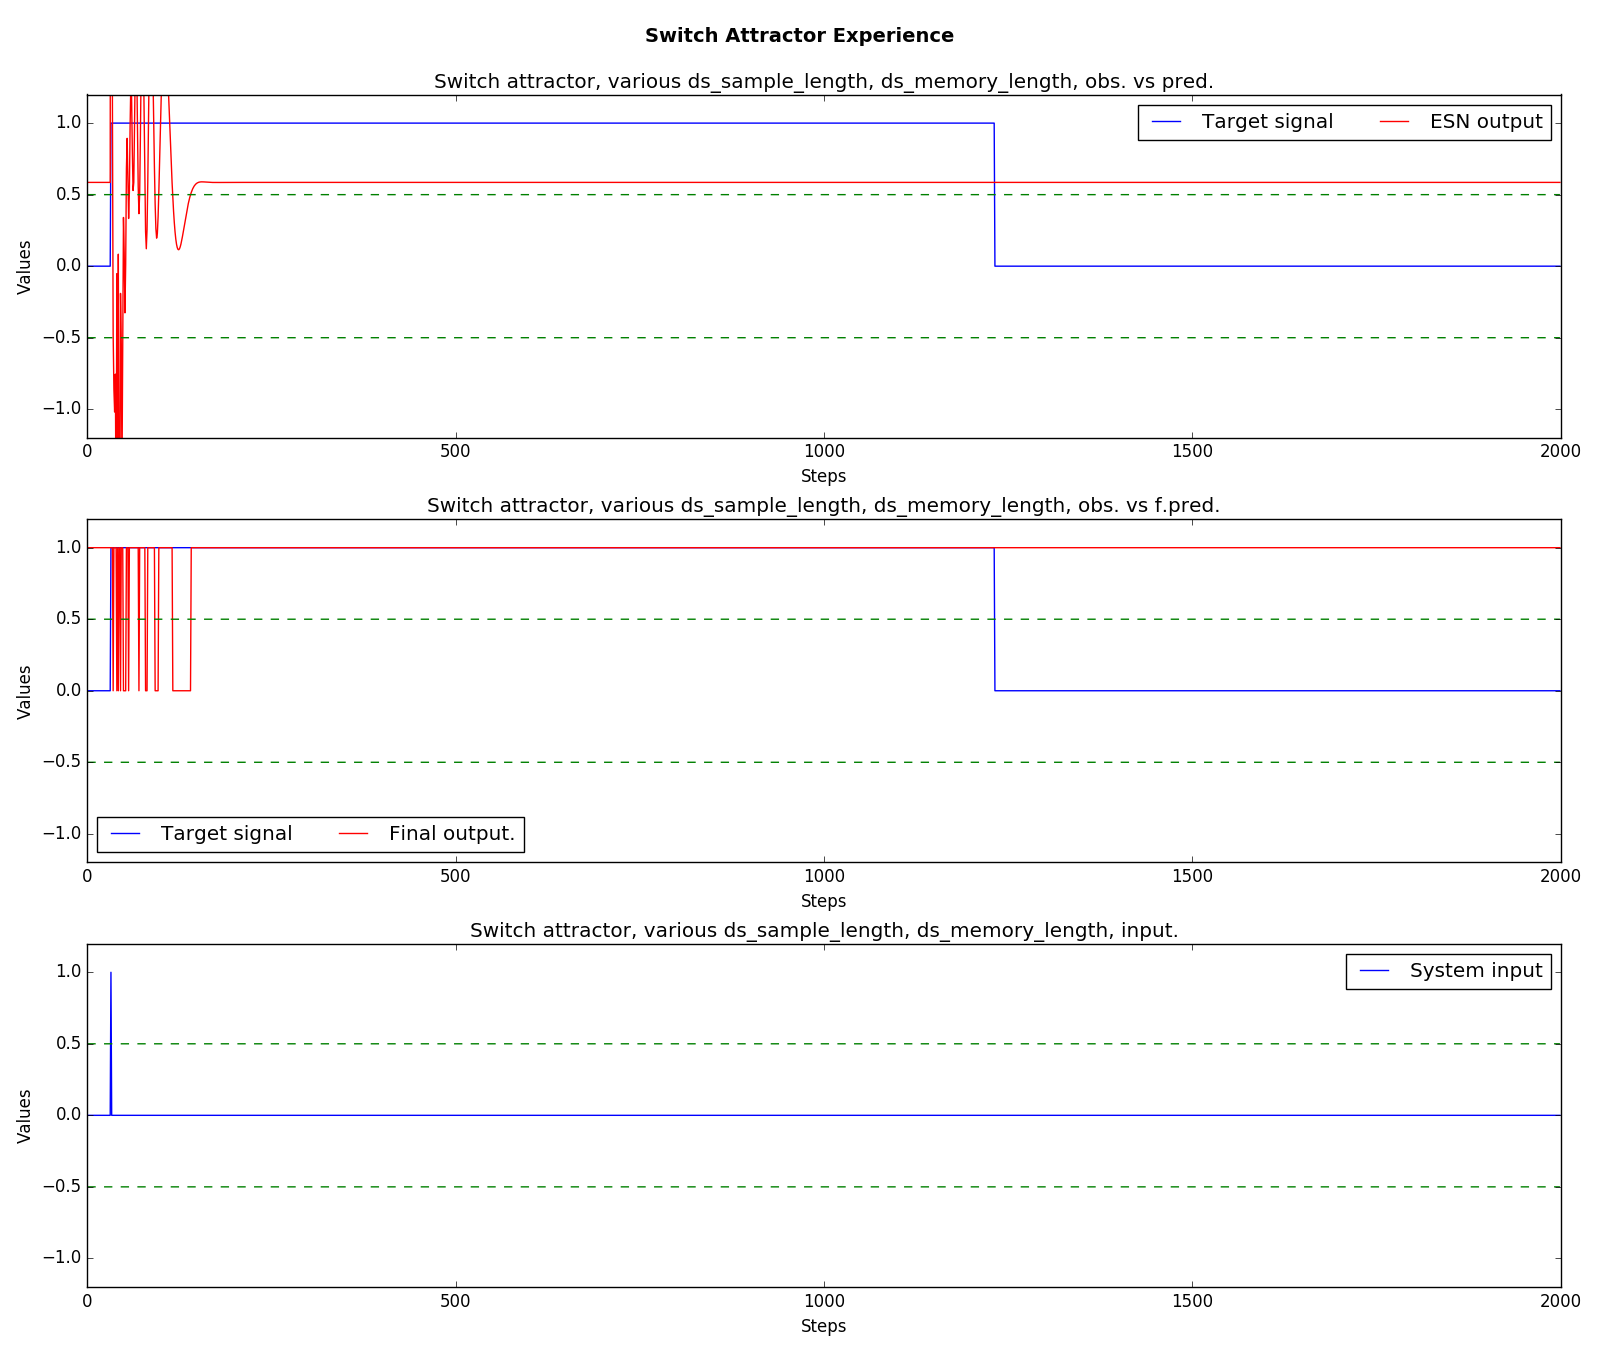 Switch Attractor Experience
Switch attractor, various ds_sample_length, ds_memory_length, obs. vs pred.
Target signal ESN output
1.0
0.5
0.0
−0.5
−1.0
Values
0 500 1000 1500 2000
Steps
Switch attractor, various ds_sample_length, ds_memory_length, obs. vs f.pred.
1.0
0.5
0.0
−0.5
−1.0
Values
Target signal Final output.
0 500 1000 1500 2000
Steps
Switch attractor, various ds_sample_length, ds_memory_length, input.
System input
1.0
0.5
0.0
−0.5
−1.0
Values
0 500 1000 1500 2000
Steps